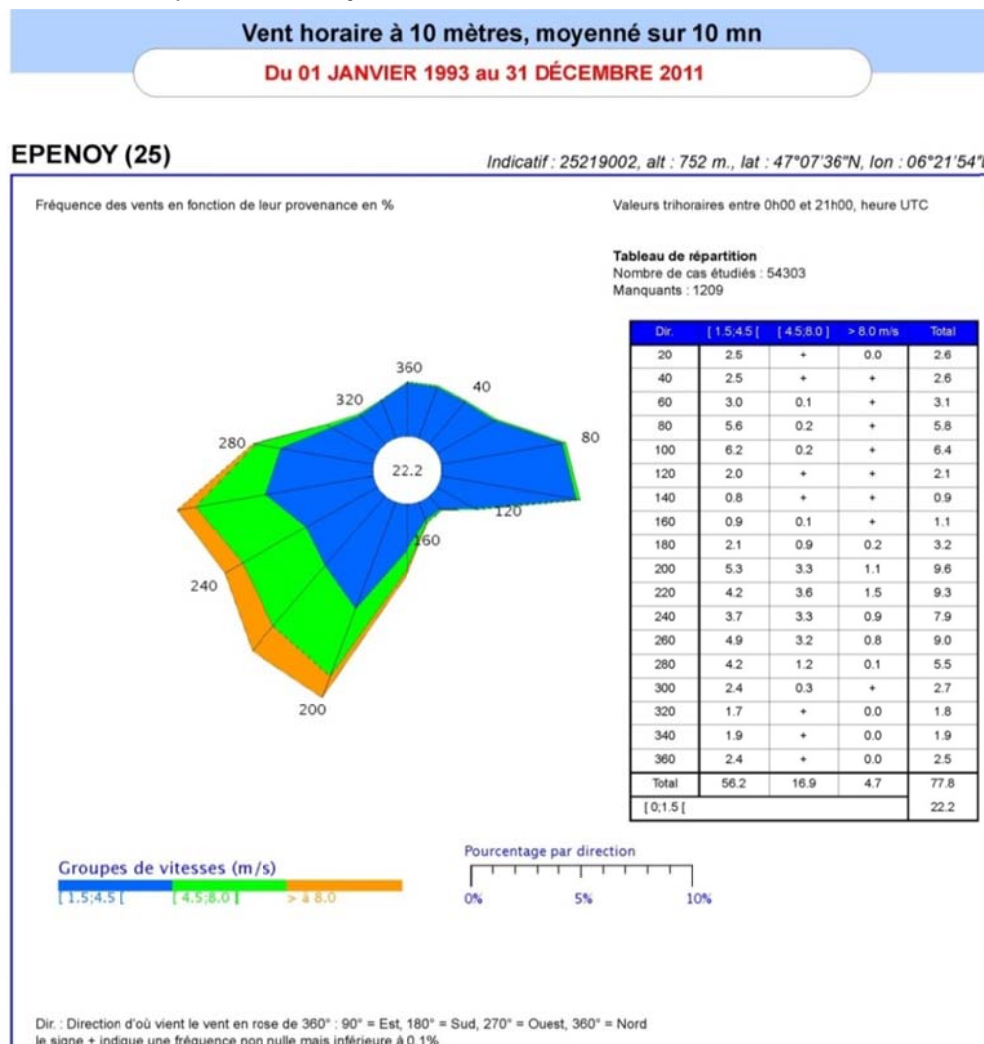 Vent horaire à 10 mètres, moyenné sur 10 mn
Du 01 JANVIER 1993 au 31 DÉCEMBRE 2011
EPENOY (25)
Indicatif : 25219002, alt : 752 m., lat : 47°07'36"N, lon : 06°21'54"
Fréquence des vents en fonction de leur provenance en %
Valeurs trihoraires entre 0h00 et 21h00, heure UTC
Tableau de répartition
Nombre de cas étudiés : 54303
Manquants : 1209
360
40
320
80
280
22.2
120
160
240
200
Dir. [ 1.5;4.5 [ [ 4.5;8.0 ] > 8.0 m/s Total
20 2.5 + 0.0 2.6
40 2.5 + + 2.6
60 3.0 0.1 + 3.1
80 5.6 0.2 + 5.8
100 6.2 0.2 + 6.4
120 2.0 + + 2.1
140 0.8 + + 0.9
160 0.9 0.1 + 1.1
180 2.1 0.9 0.2 3.2
200 5.3 3.3 1.1 9.6
220 4.2 3.6 1.5 9.3
240 3.7 3.3 0.9 7.9
260 4.9 3.2 0.8 9.0
280 4.2 1.2 0.1 5.5
300 2.4 0.3 + 2.7
320 1.7 + 0.0 1.8
340 1.9 + 0.0 1.9
360 2.4 + 0.0 2.5
Total 56.2 16.9 4.7 77.8
[ 0;1.5 [ 22.2
Groupes de vitesses (m/s)
[ 1.5;4.5 [ [ 4.5;8.0 ] > à 8.0
Pourcentage par direction
0% 5% 10%
Dir. : Direction d'où vient le vent en rose de 360° : 90° = Est, 180° = Sud, 270° = Ouest, 360° = Nord
le signe + indique une fréquence non nulle mais inférieure à 0.1%